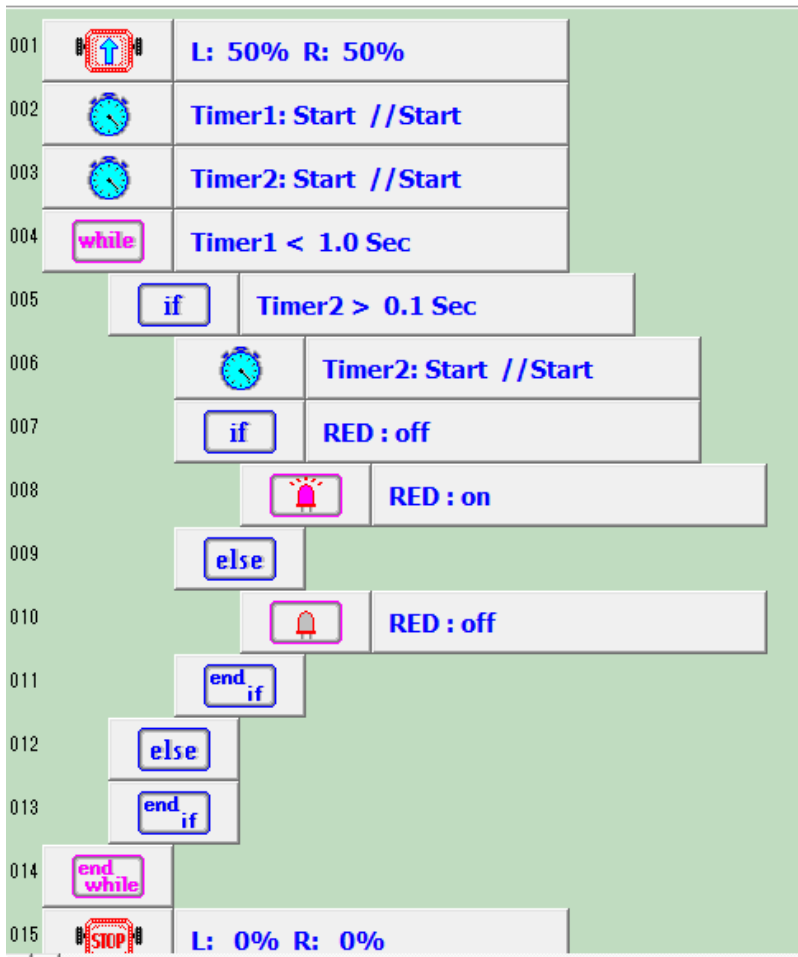 001 L: 50% R: 50%
002 Timer1: Start //Start
003 Timer2: Start //Start
004 while Timer1 < 1.0 Sec
005 if Timer2 > 0.1 Sec
006 Timer2: Start //Start
007 if RED : off
008 RED : on
009 else
010 RED : off
011 end if
012 else
013 end if
014 end while
015 STOP L: 0% R: 0%